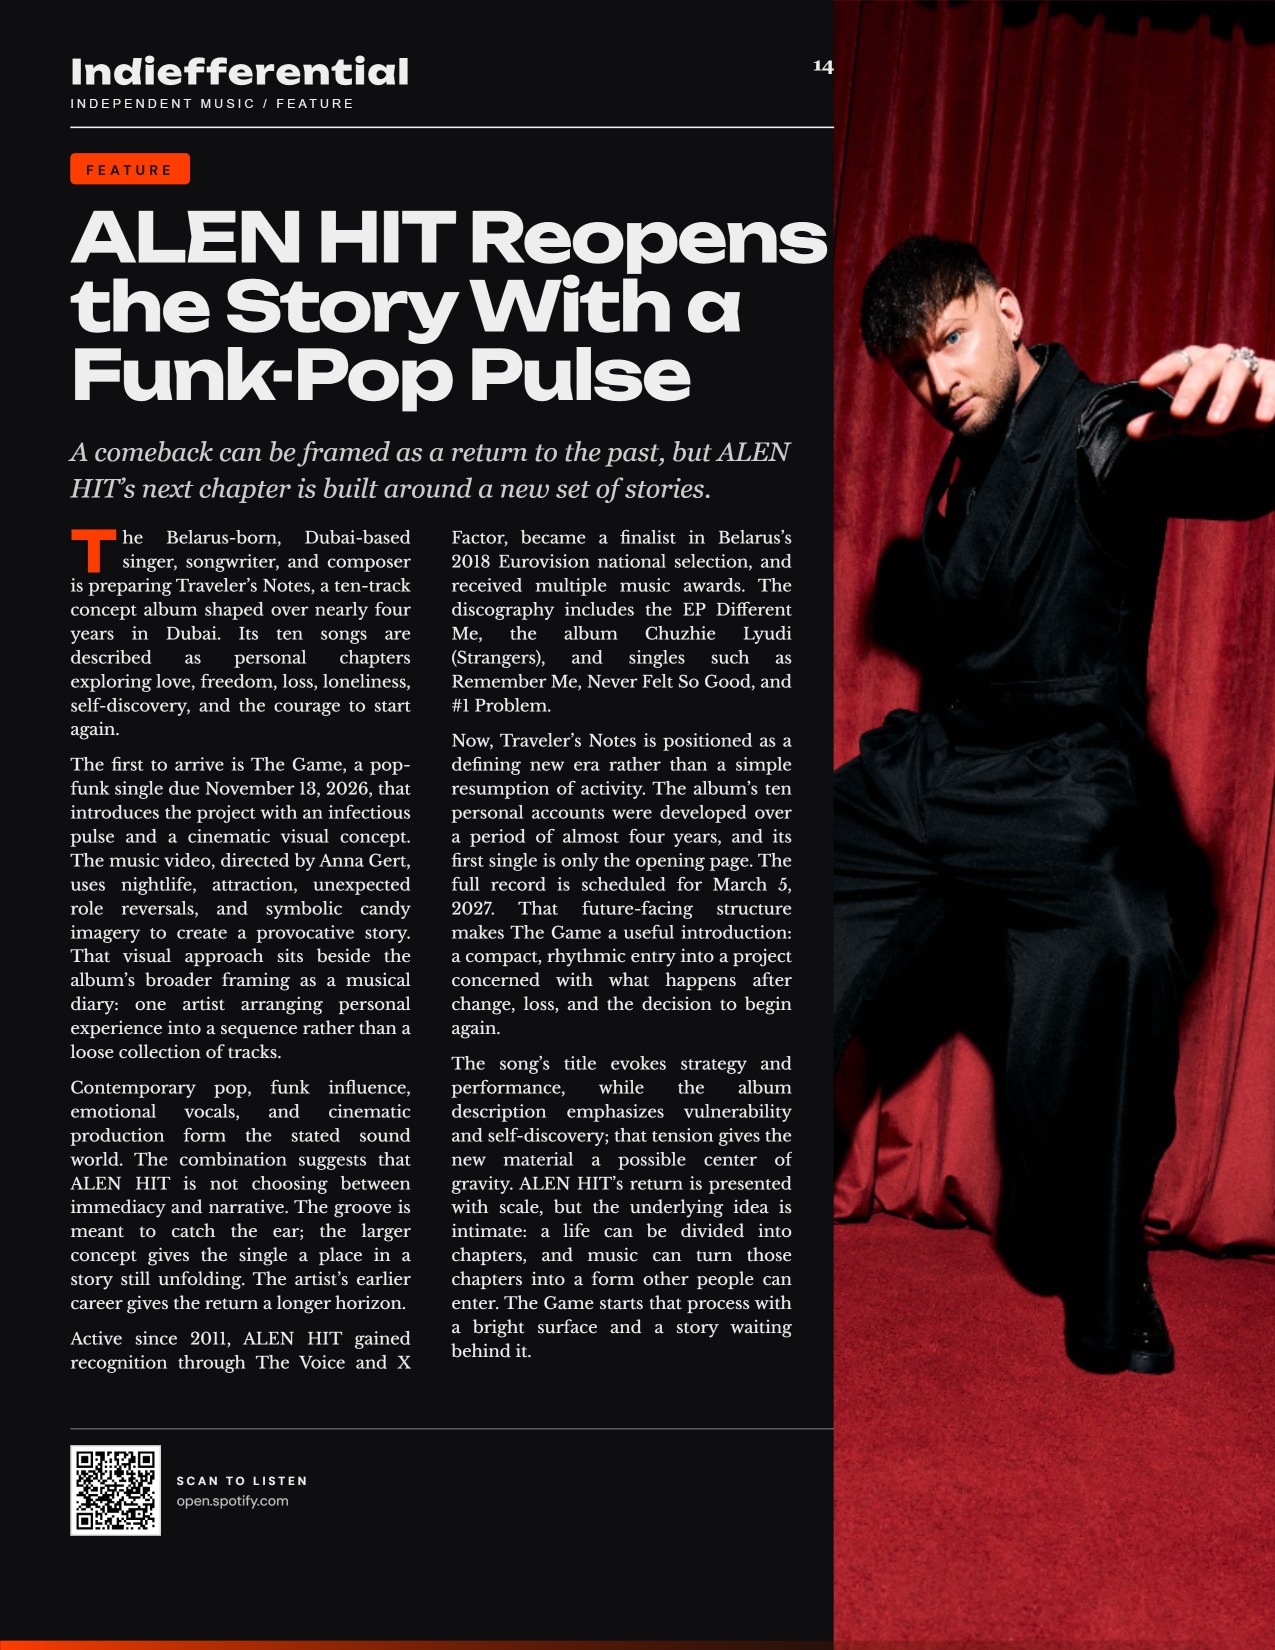 Indiefferential
INDEPENDENT MUSIC / FEATURE
14
FEATURE
ALEN HIT Reopens
the Story With a
Funk-Pop Pulse
A comeback can be framed as a return to the past, but ALEN
HIT’s next chapter is built around a new set of stories.
The Belarus-born, Dubai-based
singer, songwriter, and composer
is preparing Traveler’s Notes, a ten-track
concept album shaped over nearly four
years in Dubai. Its ten songs are
described as personal chapters
exploring love, freedom, loss, loneliness,
self-discovery, and the courage to start
again.
The first to arrive is The Game, a pop-
funk single due November 13, 2026, that
introduces the project with an infectious
pulse and a cinematic visual concept.
The music video, directed by Anna Gert,
uses nightlife, attraction, unexpected
role reversals, and symbolic candy
imagery to create a provocative story.
That visual approach sits beside the
album’s broader framing as a musical
diary: one artist arranging personal
experience into a sequence rather than a
loose collection of tracks.
Contemporary pop, funk influence,
emotional vocals, and cinematic
production form the stated sound
world. The combination suggests that
ALEN HIT is not choosing between
immediacy and narrative. The groove is
meant to catch the ear; the larger
concept gives the single a place in a
story still unfolding. The artist’s earlier
career gives the return a longer horizon.
Active since 2011, ALEN HIT gained
recognition through The Voice and X
Factor, became a finalist in Belarus’s
2018 Eurovision national selection, and
received multiple music awards. The
discography includes the EP Different
Me, the album Chuzhie Lyudi
(Strangers), and singles such as
Remember Me, Never Felt So Good, and
#1 Problem.
Now, Traveler’s Notes is positioned as a
defining new era rather than a simple
resumption of activity. The album’s ten
personal accounts were developed over
a period of almost four years, and its
first single is only the opening page. The
full record is scheduled for March 5,
2027. That future-facing structure
makes The Game a useful introduction:
a compact, rhythmic entry into a project
concerned with what happens after
change, loss, and the decision to begin
again.
The song’s title evokes strategy and
performance, while the album
description emphasizes vulnerability
and self-discovery; that tension gives the
new material a possible center of
gravity. ALEN HIT’s return is presented
with scale, but the underlying idea is
intimate: a life can be divided into
chapters, and music can turn those
chapters into a form other people can
enter. The Game starts that process with
a bright surface and a story waiting
behind it.
SCAN TO LISTEN
open.spotify.com